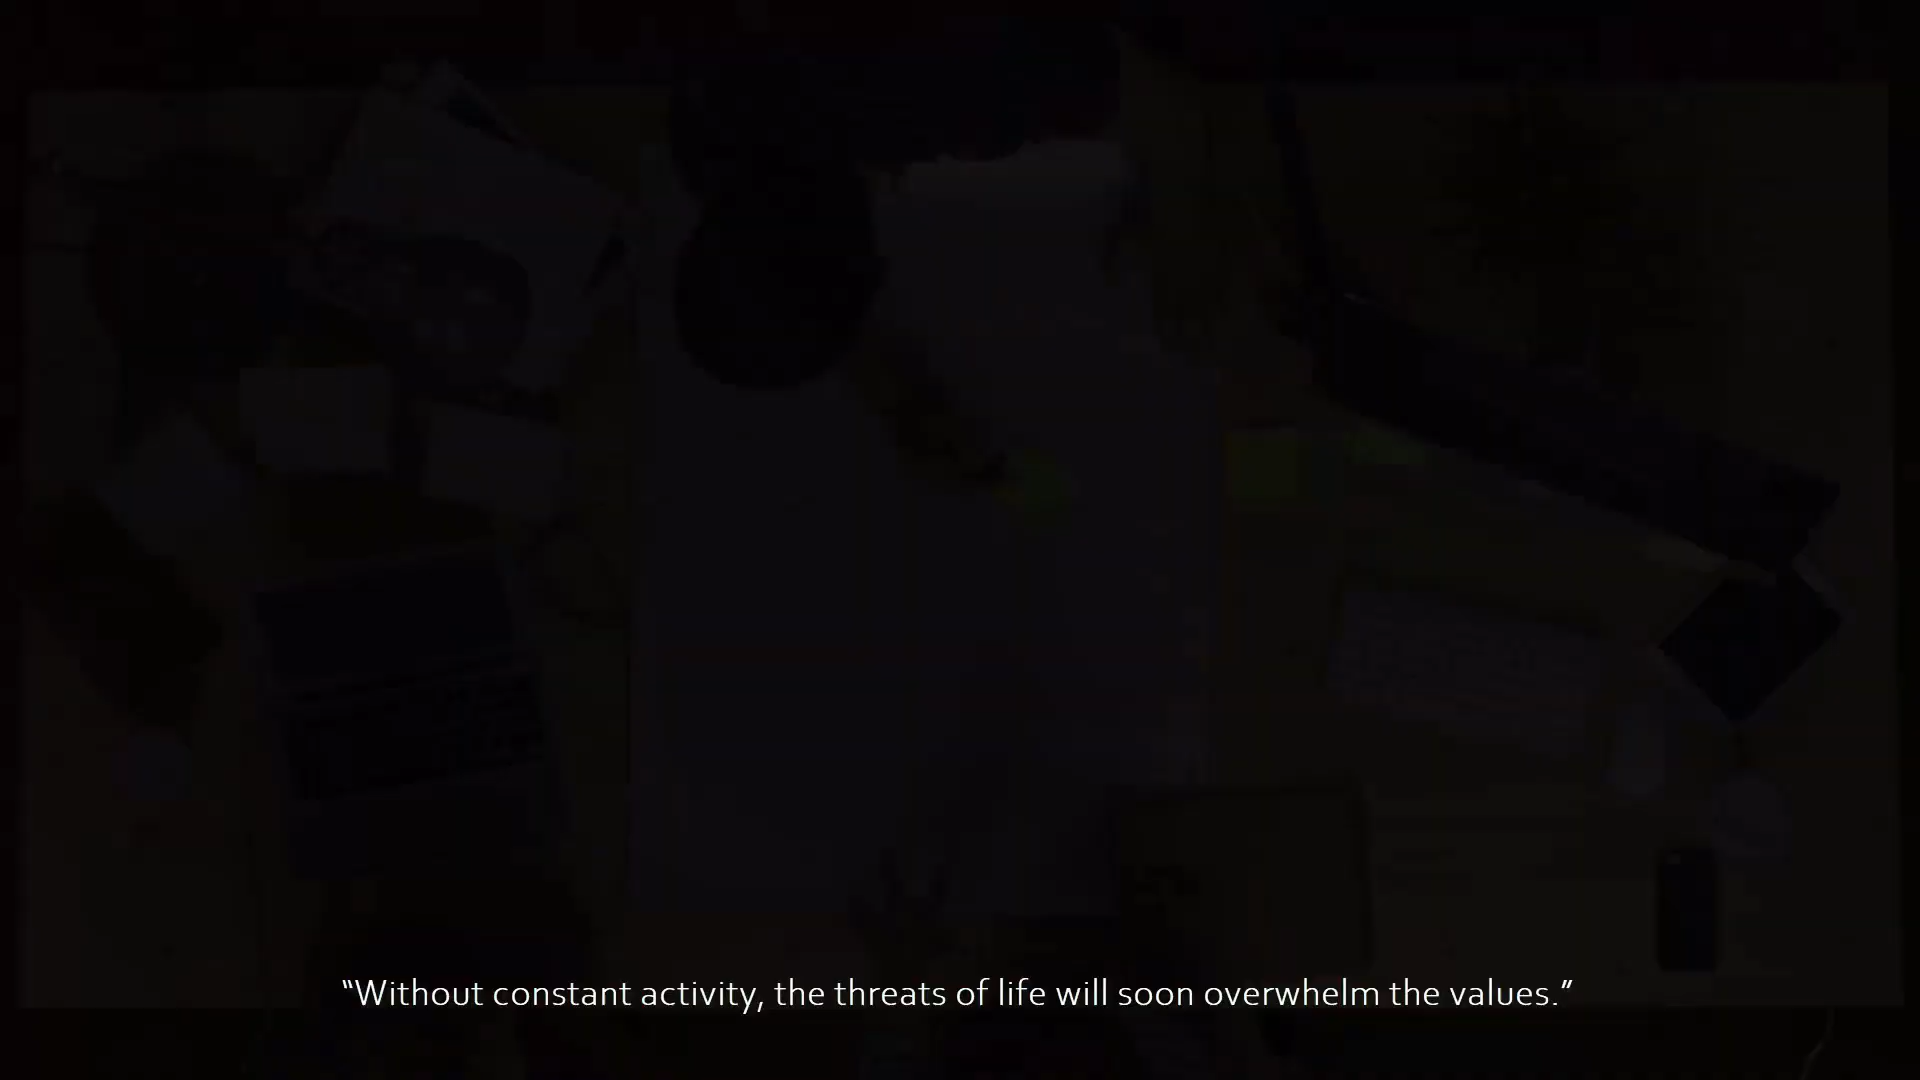 “Without constant activity, the threats of life will soon overwhelm the values.”